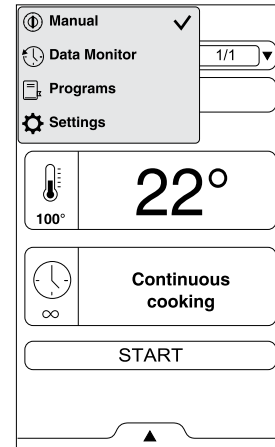 Manual
Data Monitor
1/1
Programs
Settings
22°
100°
Continuous
cooking
∞
START